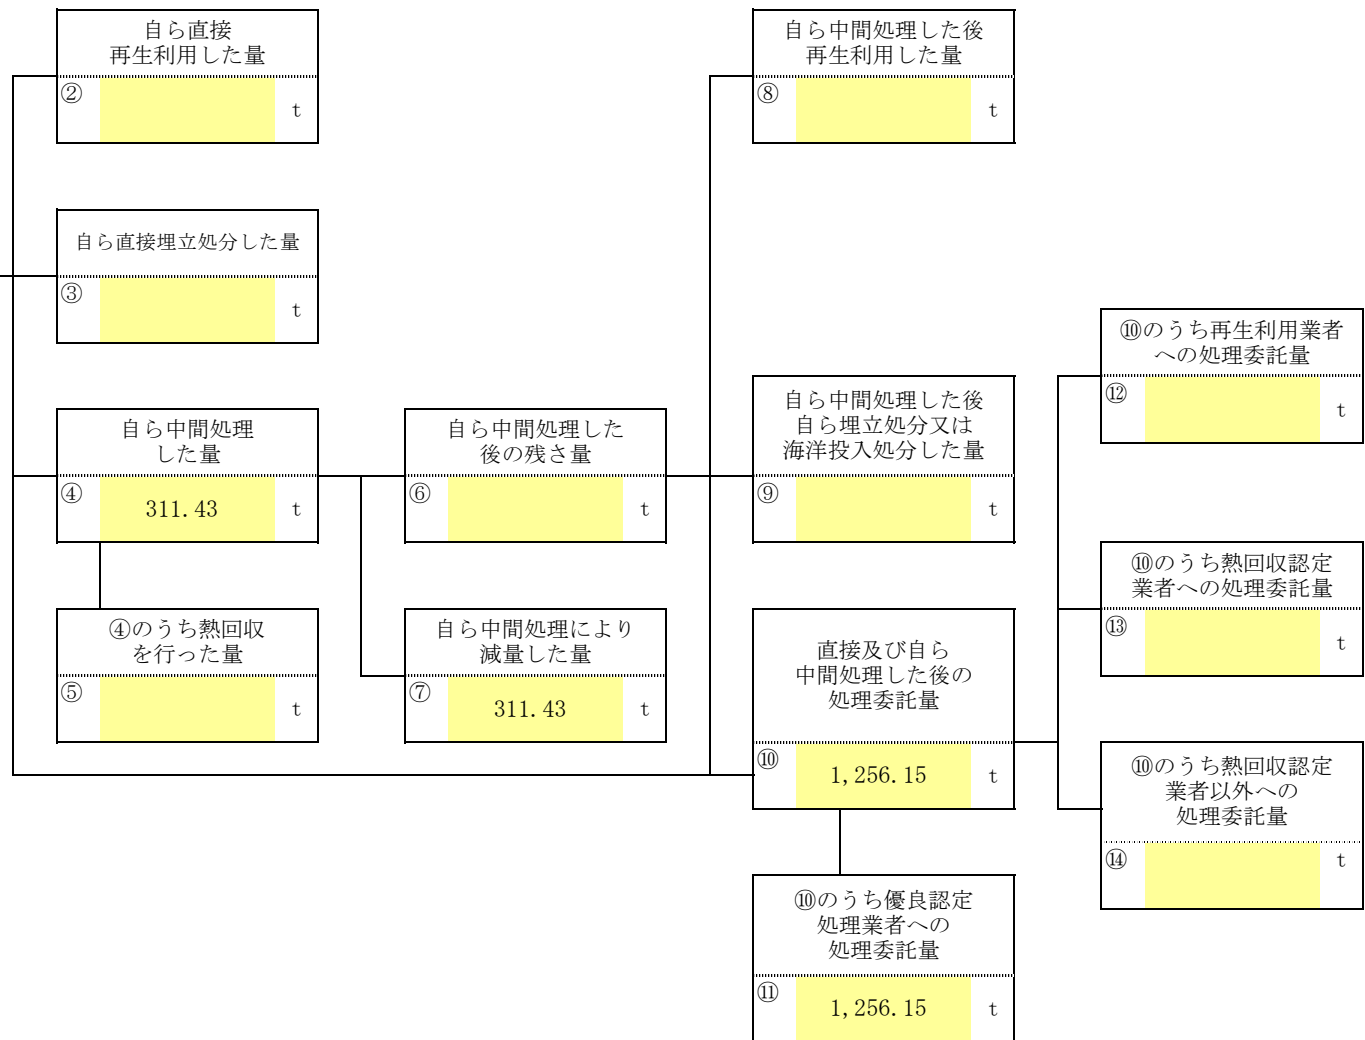 自ら直接
再生利用した量
②
t
自ら中間処理した後
再生利用した量
⑧
t
自ら直接埋立処分した量
③
t
⑩のうち再生利用業者
への処理委託量
⑫
t
自ら中間処理
した量
④
311.43
t
自ら中間処理した
後の残さ量
⑥
t
自ら中間処理した後
自ら埋立処分又は
海洋投入処分した量
⑨
t
⑩のうち熱回収認定
業者への処理委託量
⑬
t
④のうち熱回収
を行った量
⑤
t
自ら中間処理により
減量した量
⑦
311.43
t
直接及び自ら
中間処理した後の
処理委託量
⑩
1,256.15
t
⑩のうち熱回収認定
業者以外への
処理委託量
⑭
t
⑩のうち優良認定
処理業者への
処理委託量
⑪
1,256.15
t